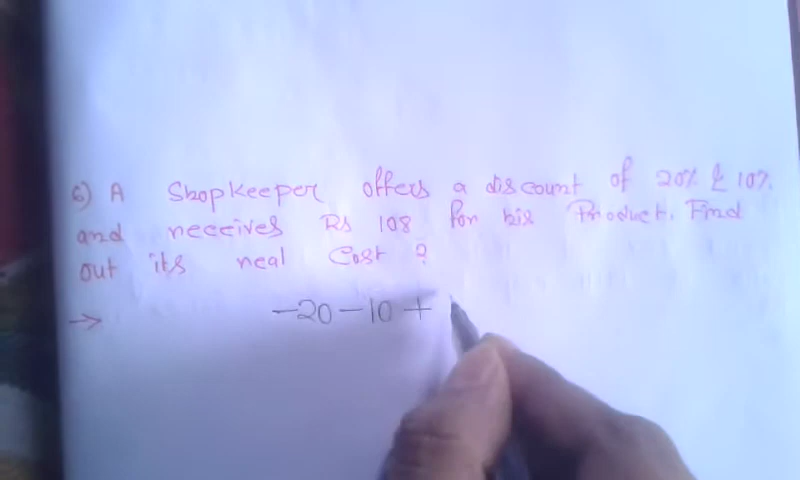 6) A Shopkeeper offers a discount of 20% & 10%
and receives Rs 108 for his Product. Find
out its real Cost ?
→ -20-10+